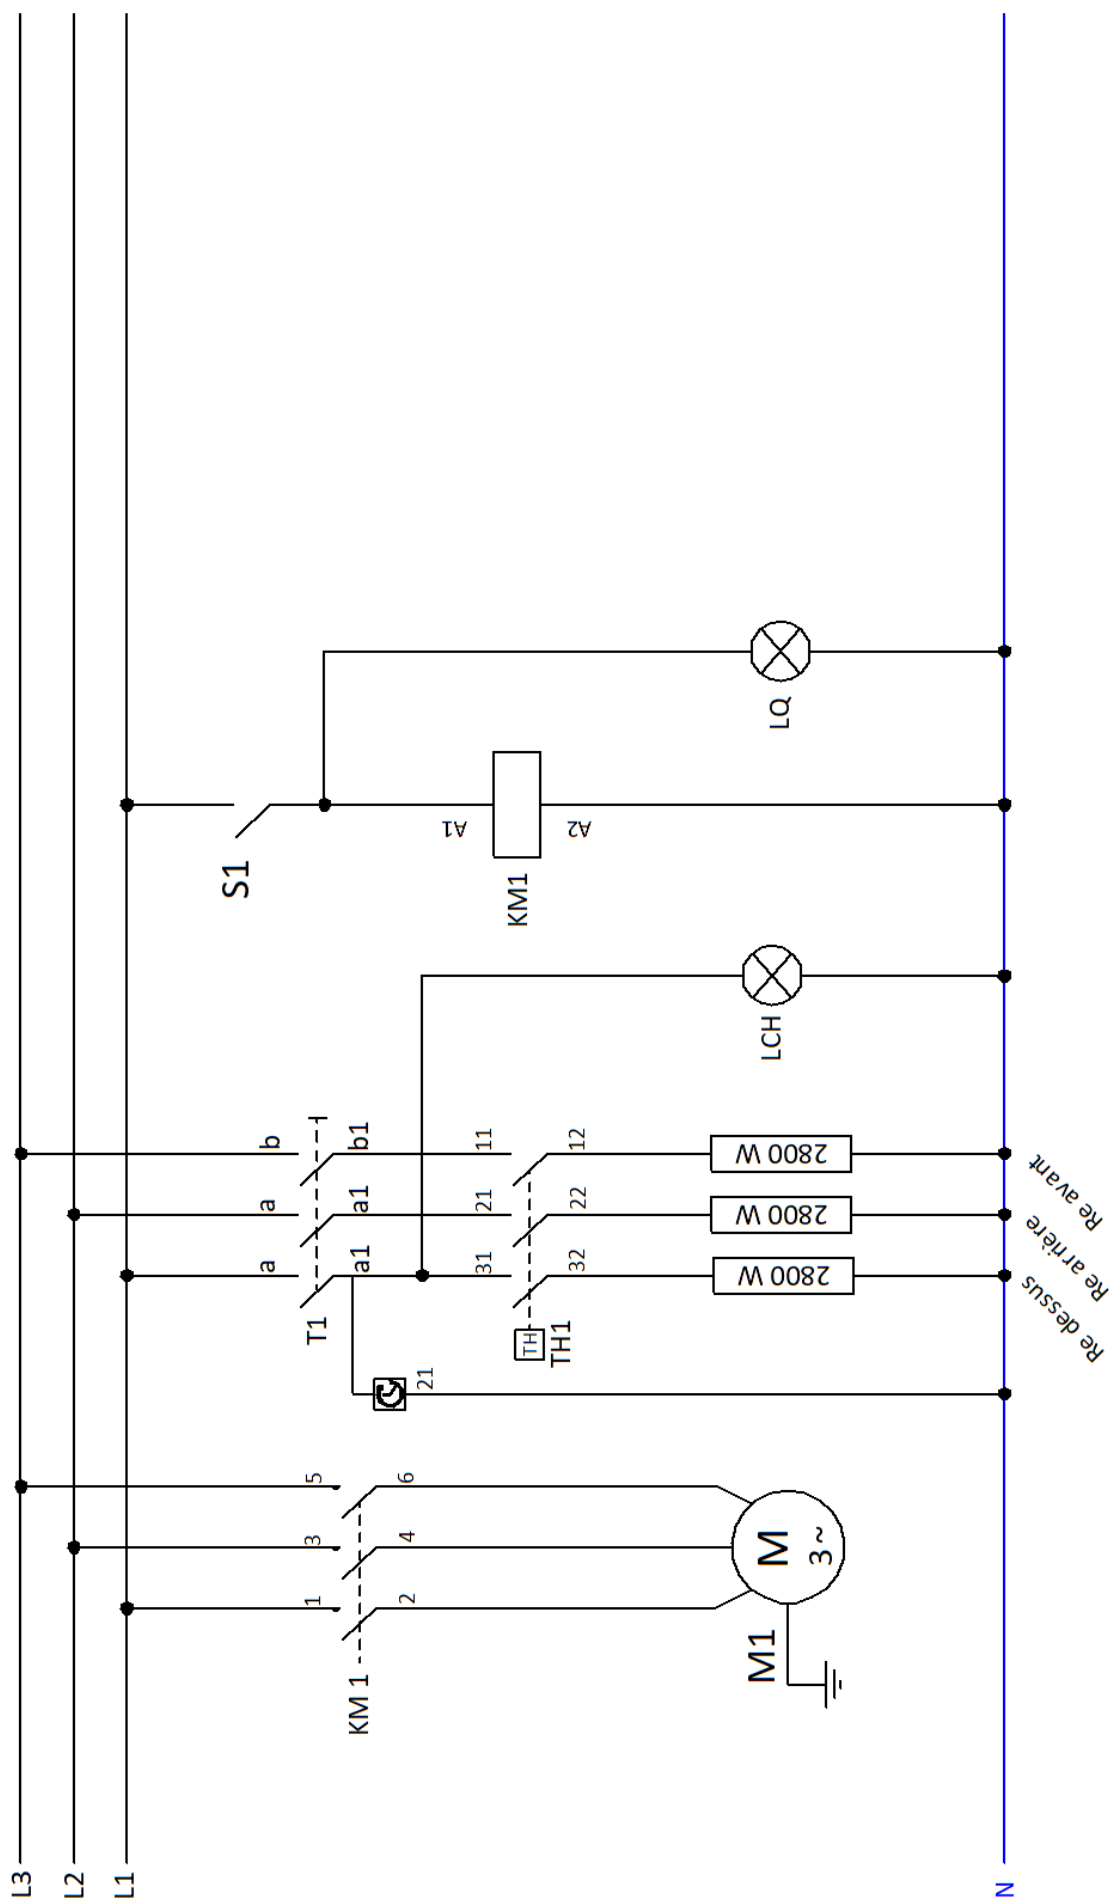 L3
L2
L1
N
KM 1
1
3
5
2
4
6
M1
M
3~
21
T1
a
a
b
a1
a1
b1
TH
TH1
31
21
11
32
22
12
2800 W
2800 W
2800 W
Re dessus
Re arrière
Re avant
LCH
S1
KM1
A1
A2
LQ